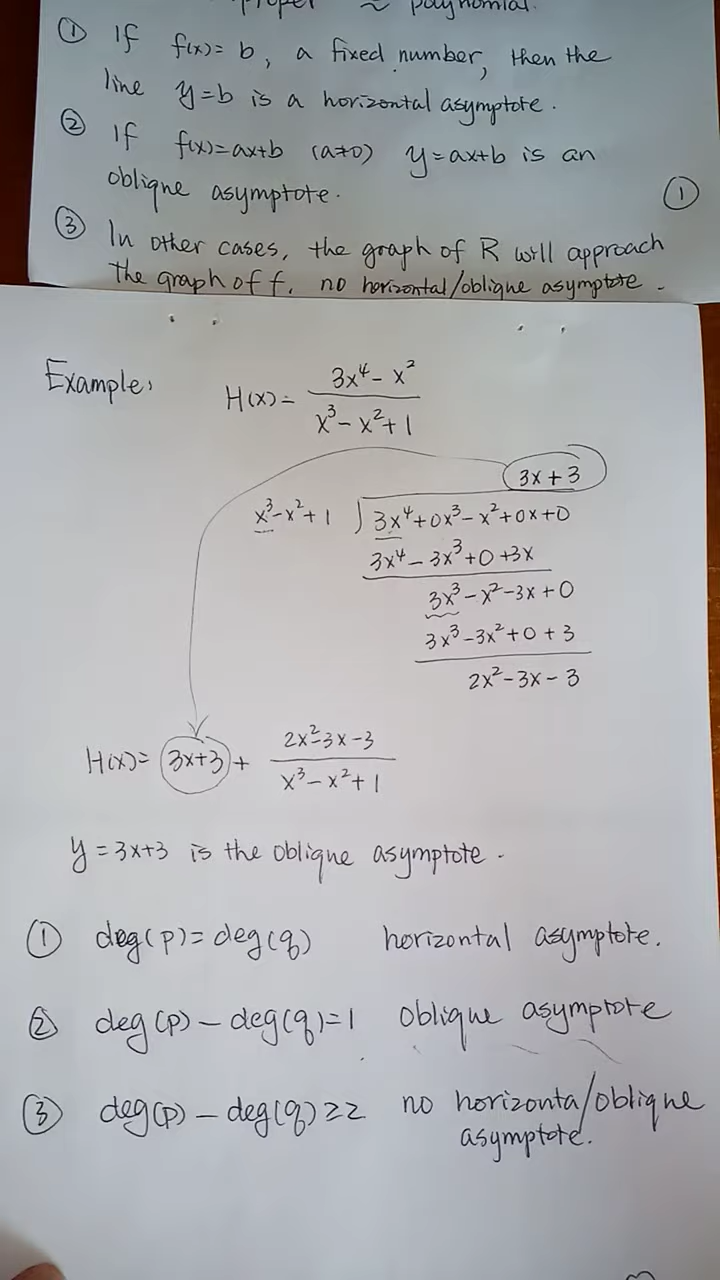 ≈ polynomial.
① If f(x) = b, a fixed number, then the
line y=b is a horizontal asymptote.
② If f(x)=ax+b (a≠0) y=ax+b is an
oblique asymptote.
①
③ In other cases, the graph of R will approach
the graph of f. no horizontal/oblique asymptote.
Example:
H(x) = (3x⁴ - x²)/(x³ - x² + 1)
3x + 3
x³-x²+1 ) 3x⁴+0x³-x²+0x+0
3x⁴-3x³+0+3x
3x³-x²-3x+0
3x³-3x²+0+3
2x²-3x-3
H(x)= 3x+3 + (2x²-3x-3)/(x³-x²+1)
y=3x+3 is the oblique asymptote.
① deg(p)=deg(q) horizontal asymptote.
② deg(p)-deg(q)=1 oblique asymptote
③ deg(p)-deg(q)≥2 no horizonta/oblique
asymptote.